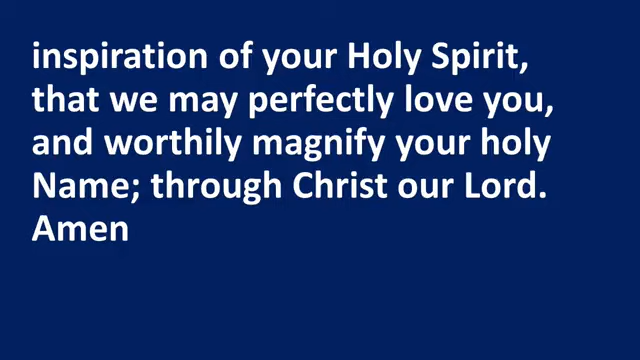 inspiration of your Holy Spirit,
that we may perfectly love you,
and worthily magnify your holy
Name; through Christ our Lord.
Amen